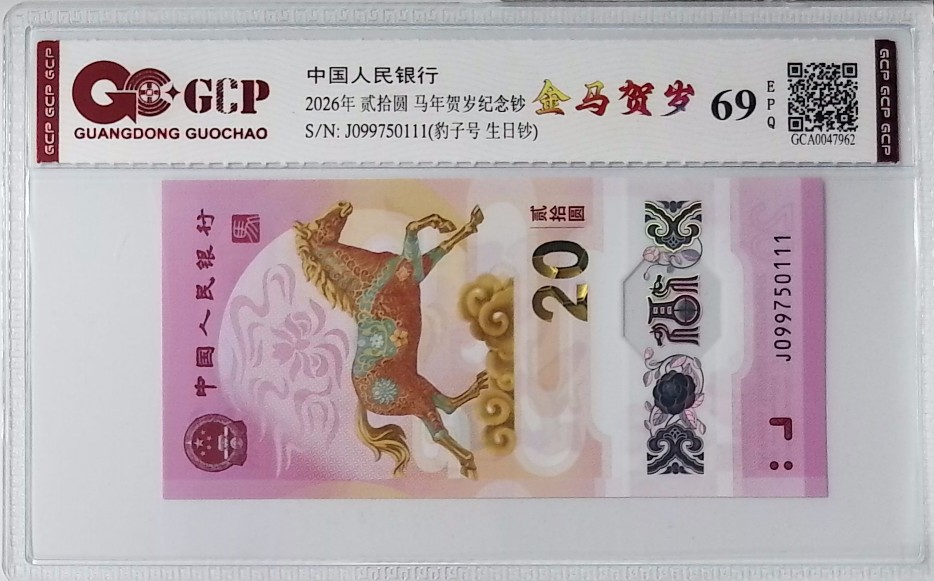 GCP GCP GCP
GCP
GUANGDONG GUOCHAO
中国人民银行
2026年 贰拾圆 马年贺岁纪念钞
S/N: J099750111(豹子号 生日钞)
金马贺岁
69
EPQ
GCA0047962
GCP GCP GCP
中国人民银行
贰拾圆
20
福
J099750111